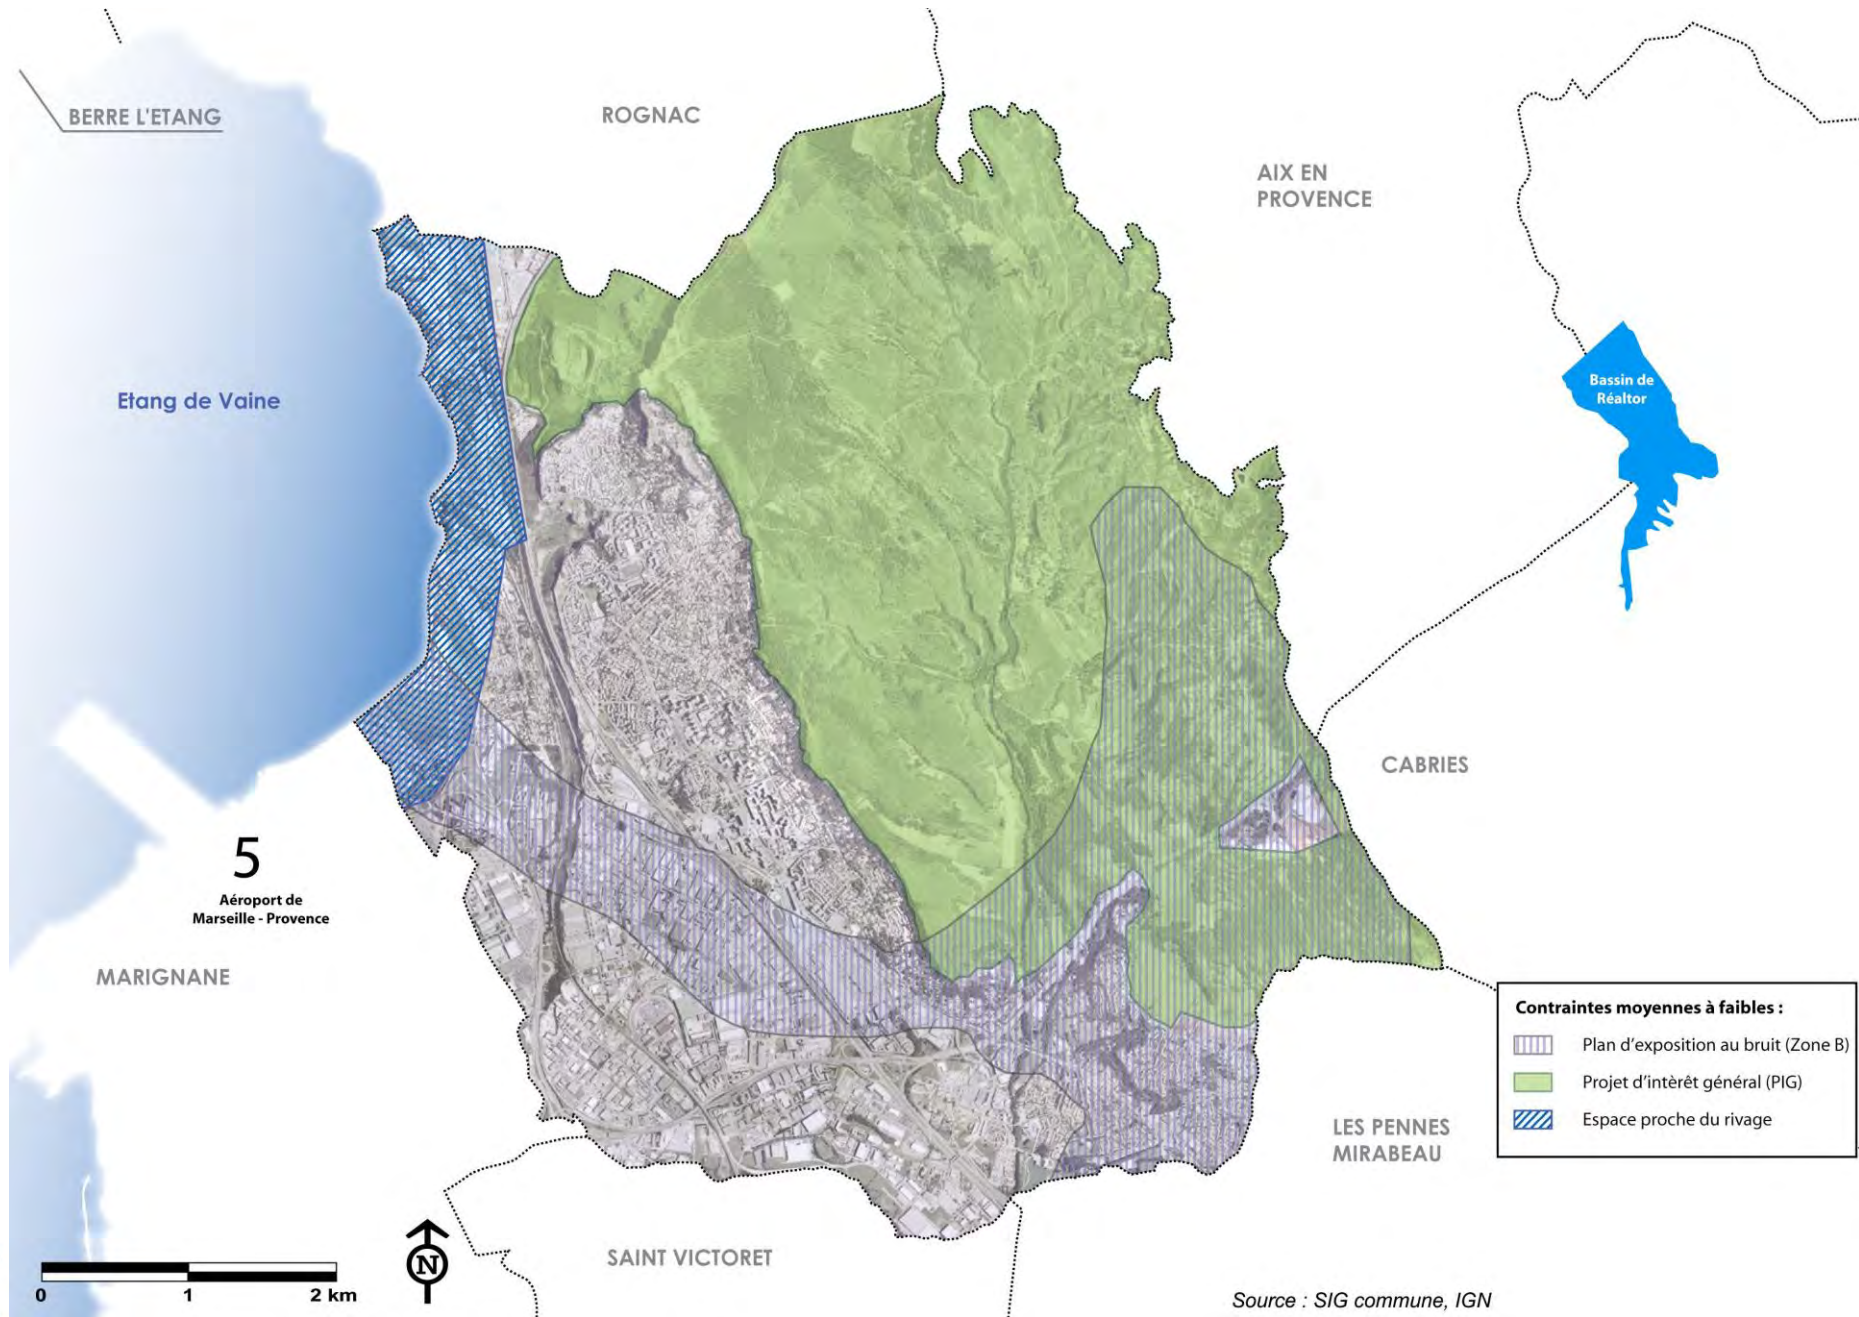 BERRE L'ETANG
ROGNAC
AIX EN
PROVENCE
Etang de Vaine
Bassin de
Réaltor
5
Aéroport de
Marseille - Provence
CABRIES
MARIGNANE
Contraintes moyennes à faibles :
Plan d'exposition au bruit (Zone B)
Projet d'intèrêt général (PIG)
Espace proche du rivage
LES PENNES
MIRABEAU
SAINT VICTORET
N
0 1 2 km
Source : SIG commune, IGN